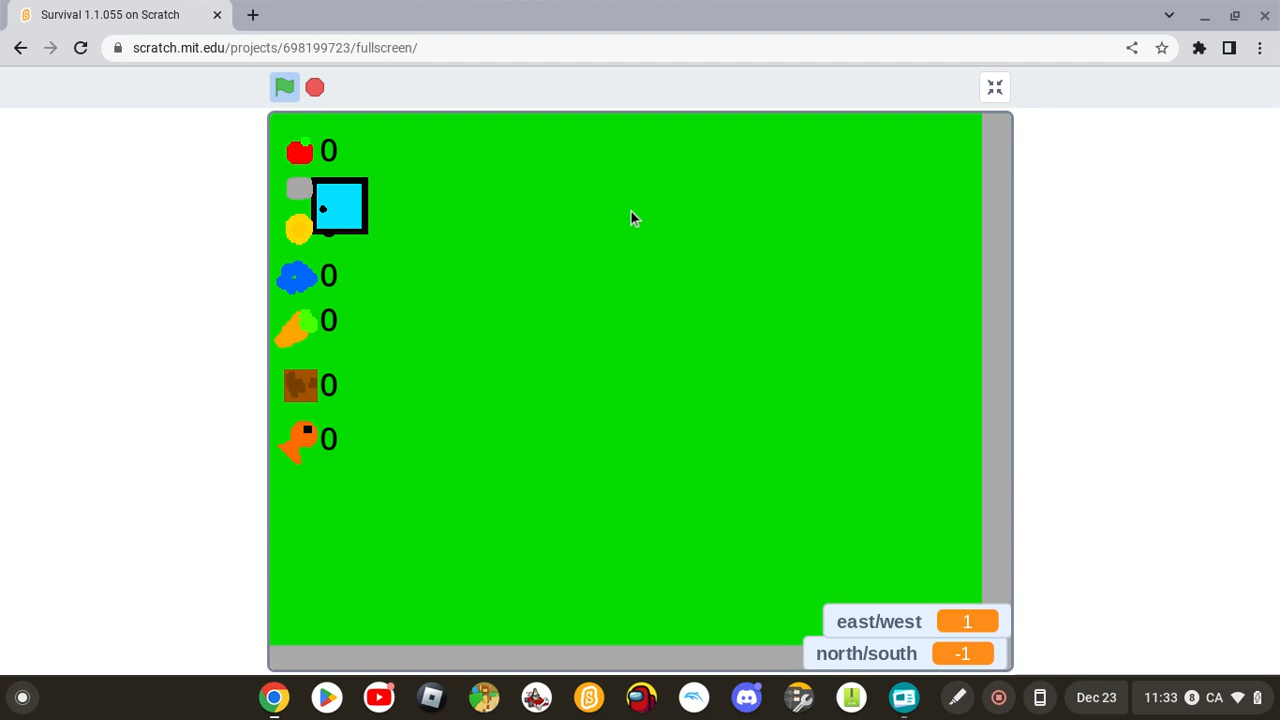 Survival 1.1.055 on Scratch
scratch.mit.edu/projects/698199723/fullscreen/
0
0
0
0
0
east/west 1
north/south -1
Dec 23 11:33 8 CA